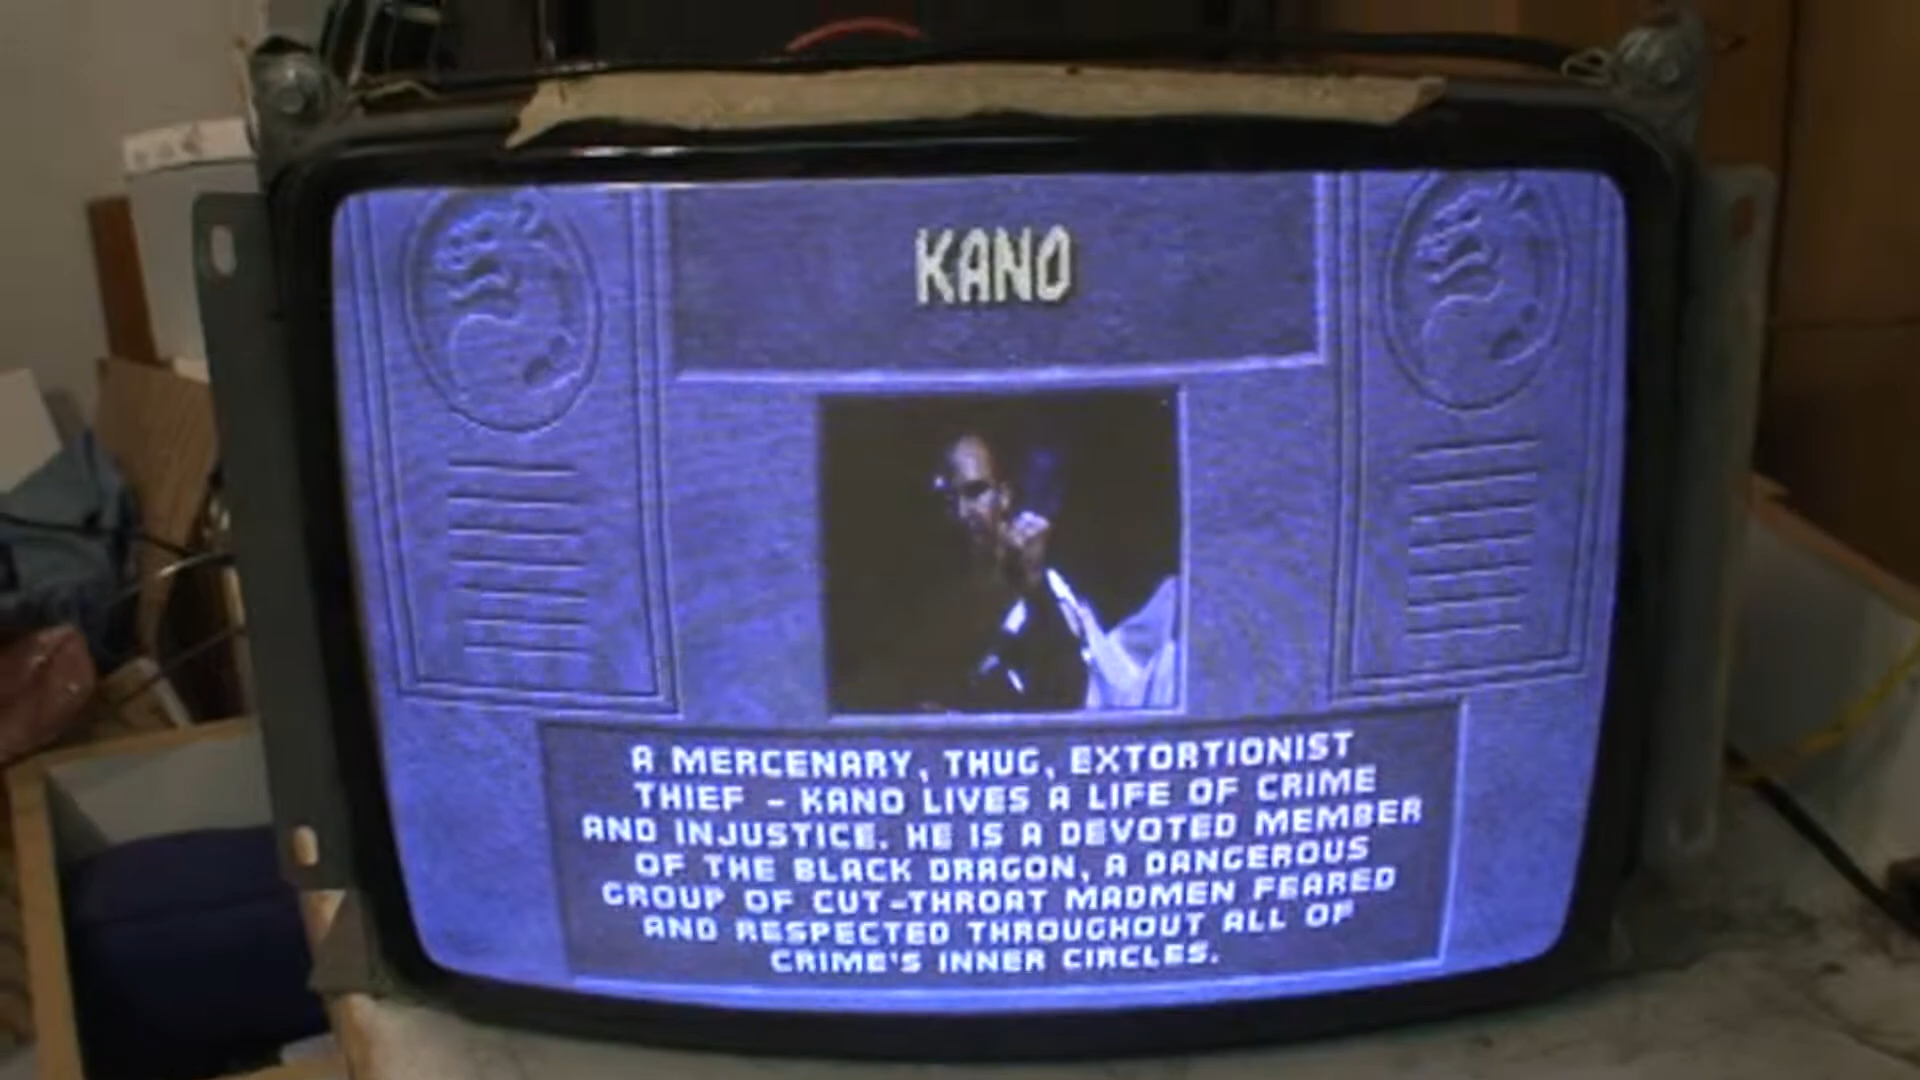 KANO
A MERCENARY, THUG, EXTORTIONIST
THIEF - KANO LIVES A LIFE OF CRIME
AND INJUSTICE. HE IS A DEVOTED MEMBER
OF THE BLACK DRAGON, A DANGEROUS
GROUP OF CUT-THROAT MADMEN FEARED
AND RESPECTED THROUGHOUT ALL OF
CRIME'S INNER CIRCLES.